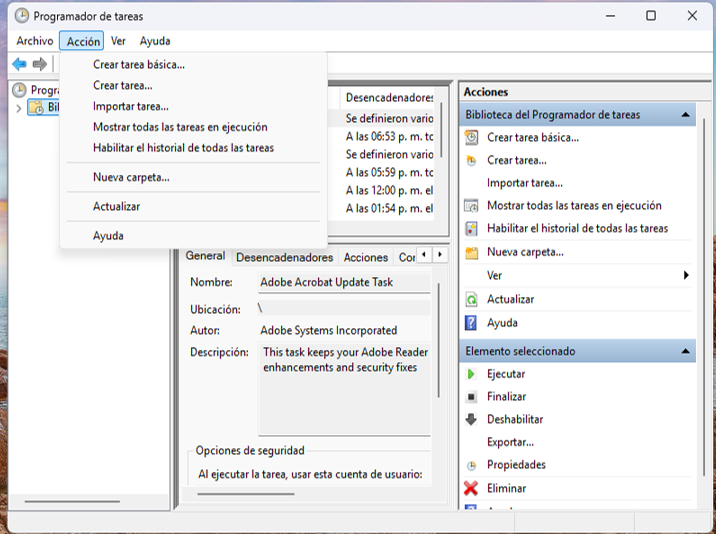 Programador de tareas
Archivo Acción Ver Ayuda
Crear tarea básica...
Crear tarea...
Importar tarea...
Mostrar todas las tareas en ejecución
Habilitar el historial de todas las tareas
Nueva carpeta...
Actualizar
Ayuda
Desencadenadores
Se definieron vario
A las 06:53 p. m. to
Se definieron vario
A las 05:59 p. m. to
A las 12:00 p. m. el
A las 01:54 p. m. el
General Desencadenadores Acciones
Nombre: Adobe Acrobat Update Task
Ubicación: \
Autor: Adobe Systems Incorporated
Descripción: This task keeps your Adobe Reader
enhancements and security fixes
Opciones de seguridad
Al ejecutar la tarea, usar esta cuenta de usuario:
Acciones
Biblioteca del Programador de tareas
Crear tarea básica...
Crear tarea...
Importar tarea...
Mostrar todas las tareas en ejecución
Habilitar el historial de todas las tareas
Nueva carpeta...
Ver
Actualizar
Ayuda
Elemento seleccionado
Ejecutar
Finalizar
Deshabilitar
Exportar...
Propiedades
Eliminar